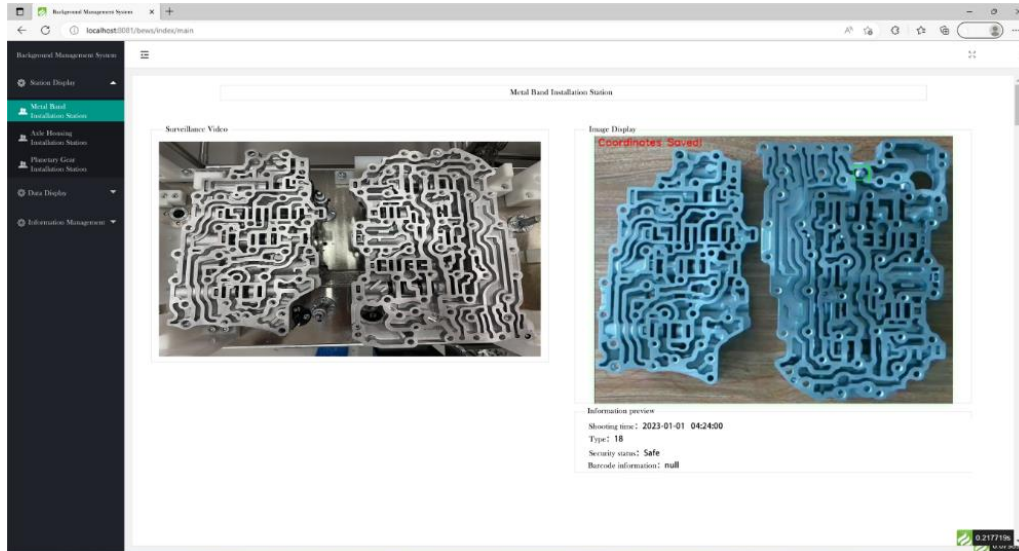 Background Management System
localhost:8081/bews/index/main
Background Management System
Station Display
Metal Band
Installation Station
Axle Housing
Installation Station
Planetary Gear
Installation Station
Data Display
Information Management
Metal Band Installation Station
Surveillance Video
Image Display
Coordinates Saved!
Information preview
Shooting time: 2023-01-01 04:24:00
Type: 18
Security status: Safe
Barcode information: null
0.217719s